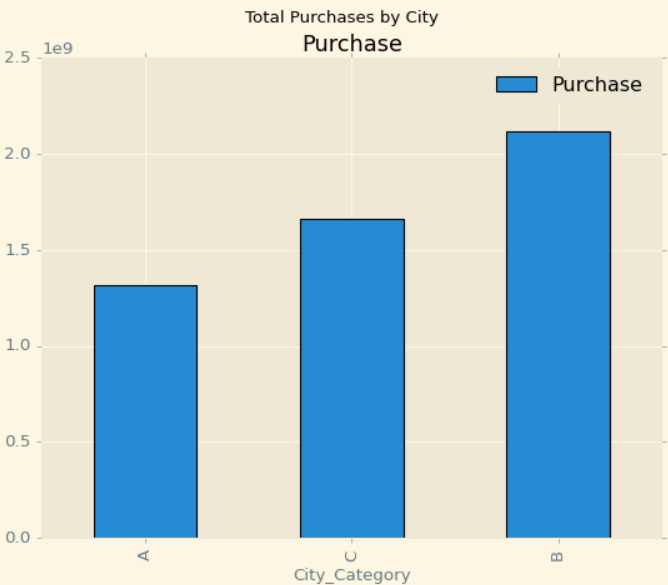 Total Purchases by City
Purchase
1e9
Purchase
2.5
2.0
1.5
1.0
0.5
0.0
A
C
B
City_Category